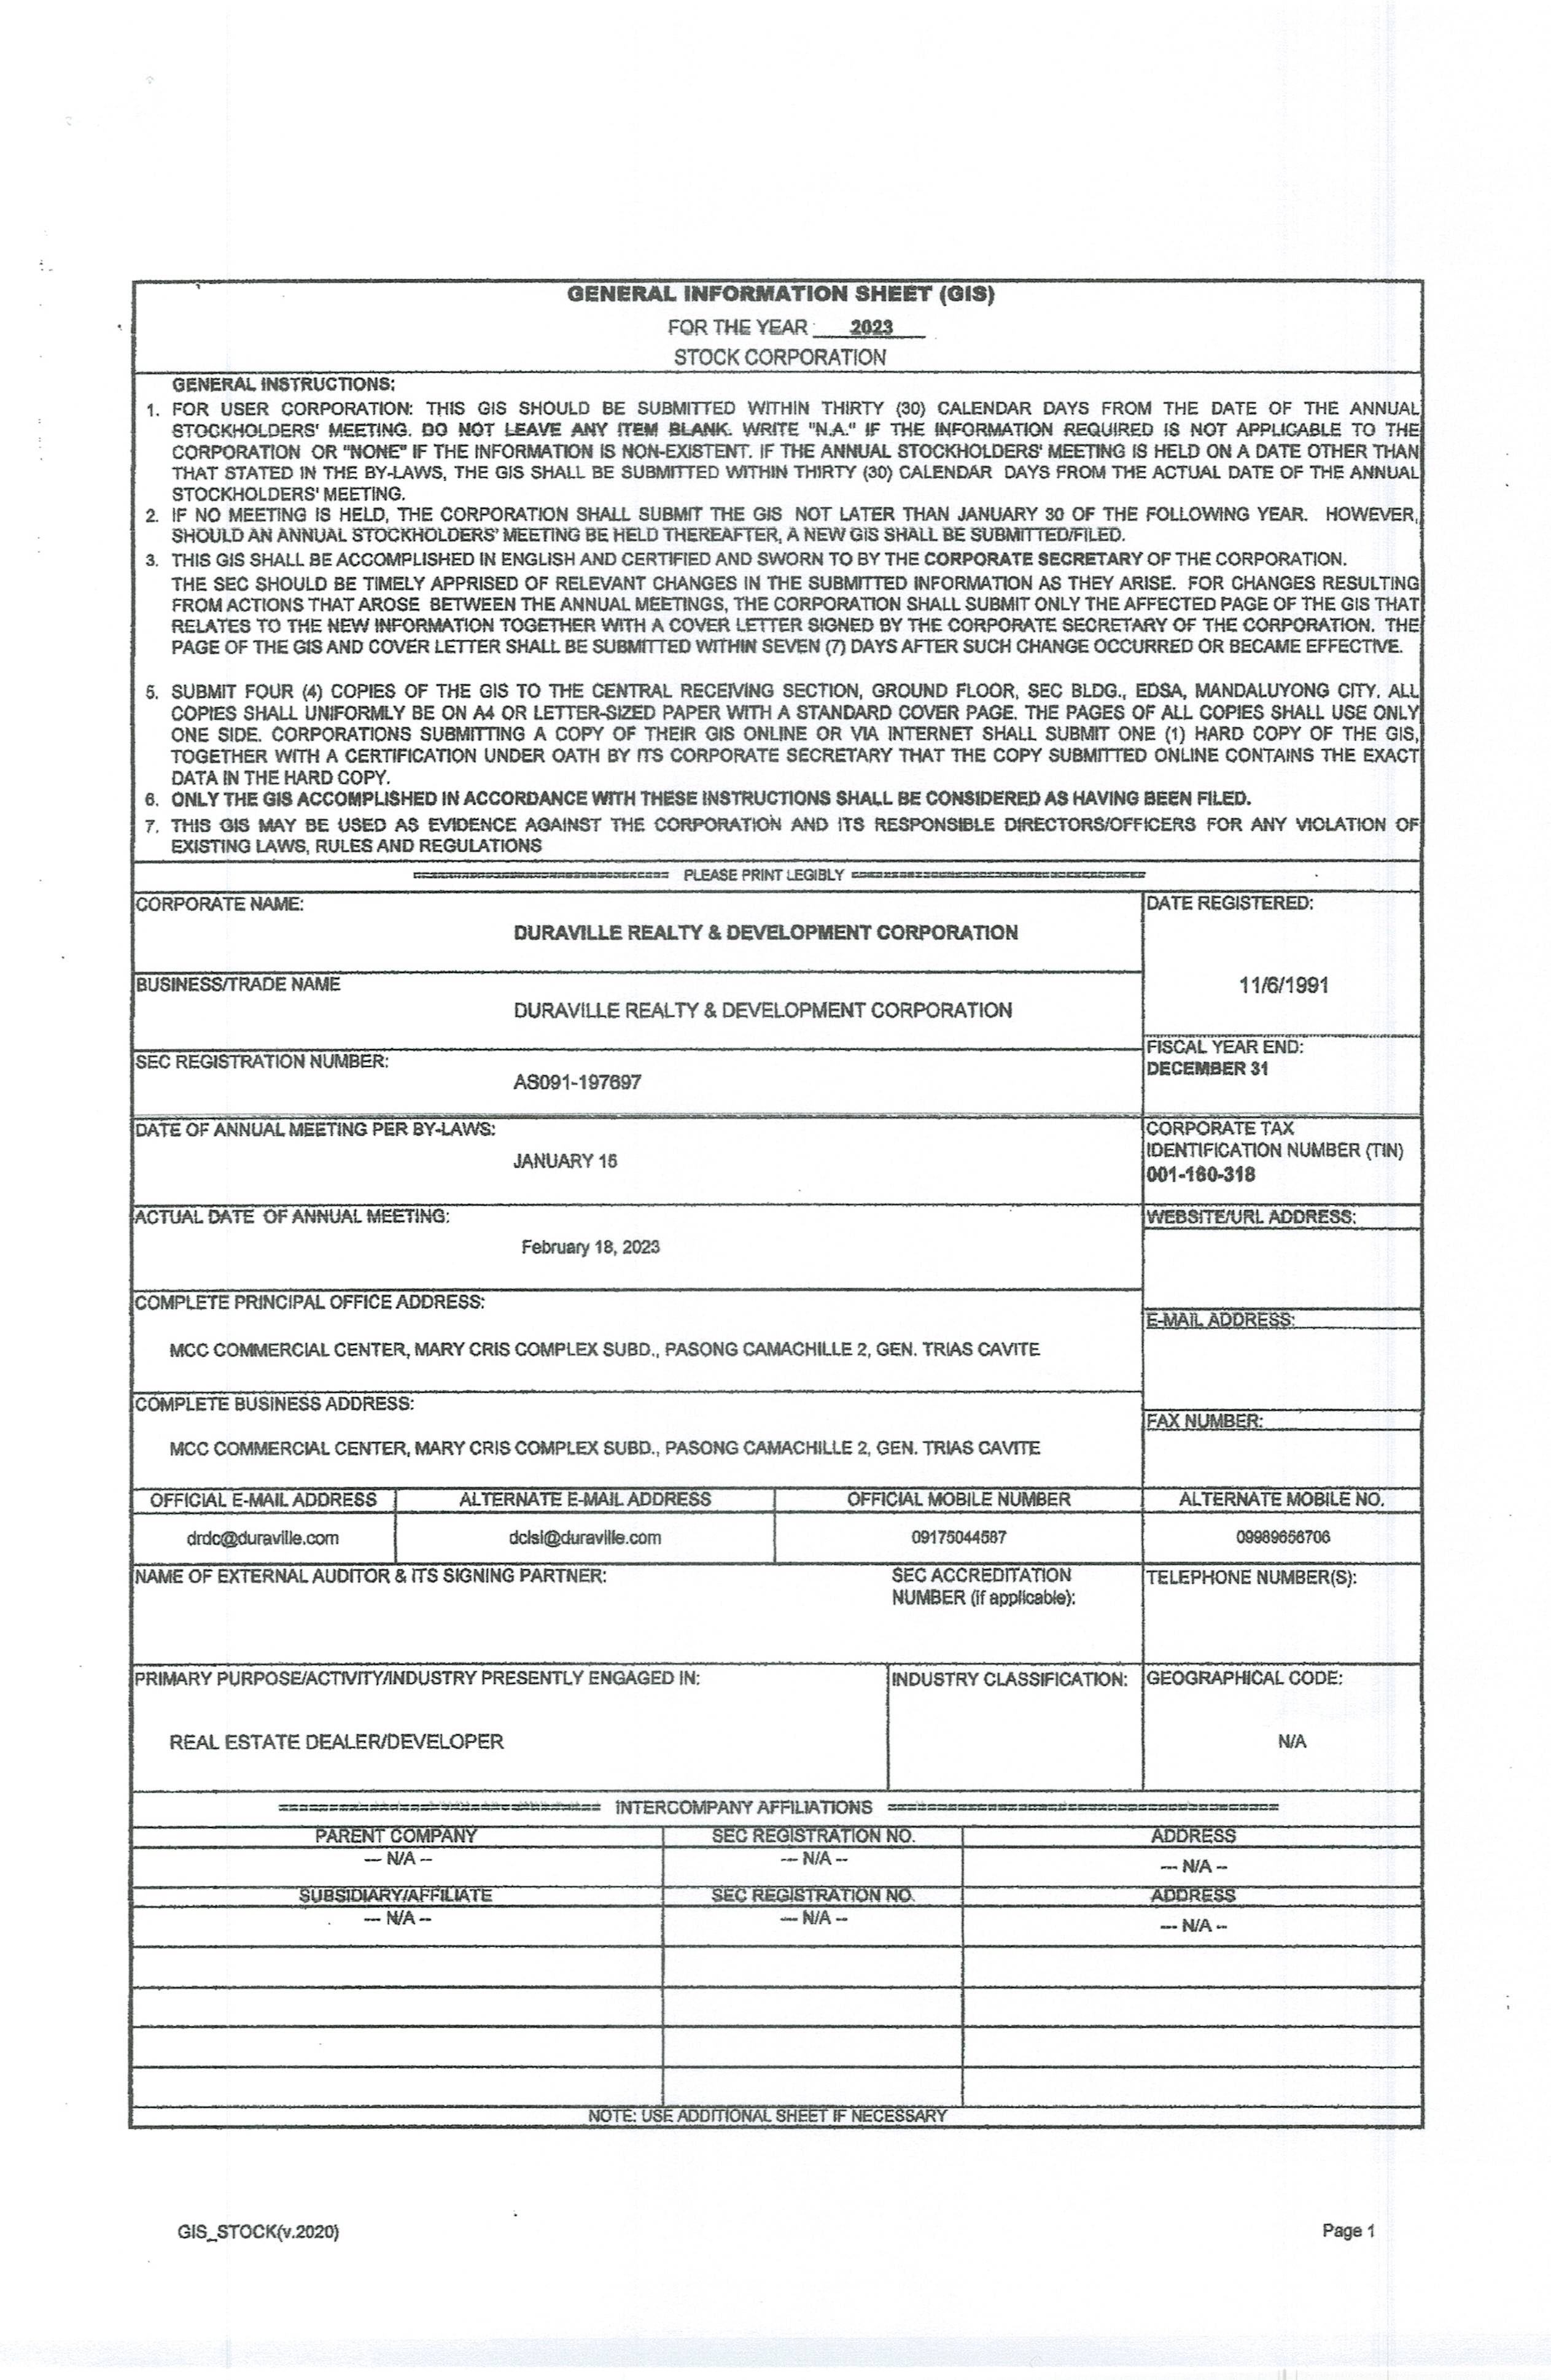 GENERAL INFORMATION SHEET (GIS)
FOR THE YEAR 2023
STOCK CORPORATION
GENERAL INSTRUCTIONS:
1. FOR USER CORPORATION: THIS GIS SHOULD BE SUBMITTED WITHIN THIRTY (30) CALENDAR DAYS FROM THE DATE OF THE ANNUAL
STOCKHOLDERS' MEETING. DO NOT LEAVE ANY ITEM BLANK. WRITE "N.A." IF THE INFORMATION REQUIRED IS NOT APPLICABLE TO THE
CORPORATION OR "NONE" IF THE INFORMATION IS NON-EXISTENT. IF THE ANNUAL STOCKHOLDERS' MEETING IS HELD ON A DATE OTHER THAN
THAT STATED IN THE BY-LAWS, THE GIS SHALL BE SUBMITTED WITHIN THIRTY (30) CALENDAR DAYS FROM THE ACTUAL DATE OF THE ANNUAL
STOCKHOLDERS' MEETING.
2. IF NO MEETING IS HELD, THE CORPORATION SHALL SUBMIT THE GIS NOT LATER THAN JANUARY 30 OF THE FOLLOWING YEAR. HOWEVER,
SHOULD AN ANNUAL STOCKHOLDERS' MEETING BE HELD THEREAFTER, A NEW GIS SHALL BE SUBMITTED/FILED.
3. THIS GIS SHALL BE ACCOMPLISHED IN ENGLISH AND CERTIFIED AND SWORN TO BY THE CORPORATE SECRETARY OF THE CORPORATION.
THE SEC SHOULD BE TIMELY APPRISED OF RELEVANT CHANGES IN THE SUBMITTED INFORMATION AS THEY ARISE. FOR CHANGES RESULTING
FROM ACTIONS THAT AROSE BETWEEN THE ANNUAL MEETINGS, THE CORPORATION SHALL SUBMIT ONLY THE AFFECTED PAGE OF THE GIS THAT
RELATES TO THE NEW INFORMATION TOGETHER WITH A COVER LETTER SIGNED BY THE CORPORATE SECRETARY OF THE CORPORATION. THE
PAGE OF THE GIS AND COVER LETTER SHALL BE SUBMITTED WITHIN SEVEN (7) DAYS AFTER SUCH CHANGE OCCURRED OR BECAME EFFECTIVE.
5. SUBMIT FOUR (4) COPIES OF THE GIS TO THE CENTRAL RECEIVING SECTION, GROUND FLOOR, SEC BLDG., EDSA, MANDALUYONG CITY. ALL
COPIES SHALL UNIFORMLY BE ON A4 OR LETTER-SIZED PAPER WITH A STANDARD COVER PAGE. THE PAGES OF ALL COPIES SHALL USE ONLY
ONE SIDE. CORPORATIONS SUBMITTING A COPY OF THEIR GIS ONLINE OR VIA INTERNET SHALL SUBMIT ONE (1) HARD COPY OF THE GIS,
TOGETHER WITH A CERTIFICATION UNDER OATH BY ITS CORPORATE SECRETARY THAT THE COPY SUBMITTED ONLINE CONTAINS THE EXACT
DATA IN THE HARD COPY.
6. ONLY THE GIS ACCOMPLISHED IN ACCORDANCE WITH THESE INSTRUCTIONS SHALL BE CONSIDERED AS HAVING BEEN FILED.
7. THIS GIS MAY BE USED AS EVIDENCE AGAINST THE CORPORATION AND ITS RESPONSIBLE DIRECTORS/OFFICERS FOR ANY VIOLATION OF
EXISTING LAWS, RULES AND REGULATIONS
PLEASE PRINT LEGIBLY
CORPORATE NAME:
DURAVILLE REALTY & DEVELOPMENT CORPORATION
DATE REGISTERED:
11/6/1991
BUSINESS/TRADE NAME
DURAVILLE REALTY & DEVELOPMENT CORPORATION
FISCAL YEAR END:
DECEMBER 31
SEC REGISTRATION NUMBER:
AS091-197697
DATE OF ANNUAL MEETING PER BY-LAWS:
JANUARY 15
CORPORATE TAX
IDENTIFICATION NUMBER (TIN)
001-160-318
ACTUAL DATE OF ANNUAL MEETING:
February 18, 2023
WEBSITE/URL ADDRESS:
COMPLETE PRINCIPAL OFFICE ADDRESS:
MCC COMMERCIAL CENTER, MARY CRIS COMPLEX SUBD., PASONG CAMACHILLE 2, GEN. TRIAS CAVITE
E-MAIL ADDRESS:
COMPLETE BUSINESS ADDRESS:
MCC COMMERCIAL CENTER, MARY CRIS COMPLEX SUBD., PASONG CAMACHILLE 2, GEN. TRIAS CAVITE
FAX NUMBER:
OFFICIAL E-MAIL ADDRESS ALTERNATE E-MAIL ADDRESS OFFICIAL MOBILE NUMBER ALTERNATE MOBILE NO.
drdc@duraville.com dclsi@duraville.com 09175044587 09989656706
NAME OF EXTERNAL AUDITOR & ITS SIGNING PARTNER: SEC ACCREDITATION
NUMBER (if applicable):
TELEPHONE NUMBER(S):
PRIMARY PURPOSE/ACTIVITY/INDUSTRY PRESENTLY ENGAGED IN: INDUSTRY CLASSIFICATION: GEOGRAPHICAL CODE:
REAL ESTATE DEALER/DEVELOPER N/A
INTERCOMPANY AFFILIATIONS
PARENT COMPANY SEC REGISTRATION NO. ADDRESS
-- N/A -- -- N/A -- -- N/A --
SUBSIDIARY/AFFILIATE SEC REGISTRATION NO. ADDRESS
-- N/A -- -- N/A -- -- N/A --
NOTE: USE ADDITIONAL SHEET IF NECESSARY
GIS_STOCK(v.2020) Page 1